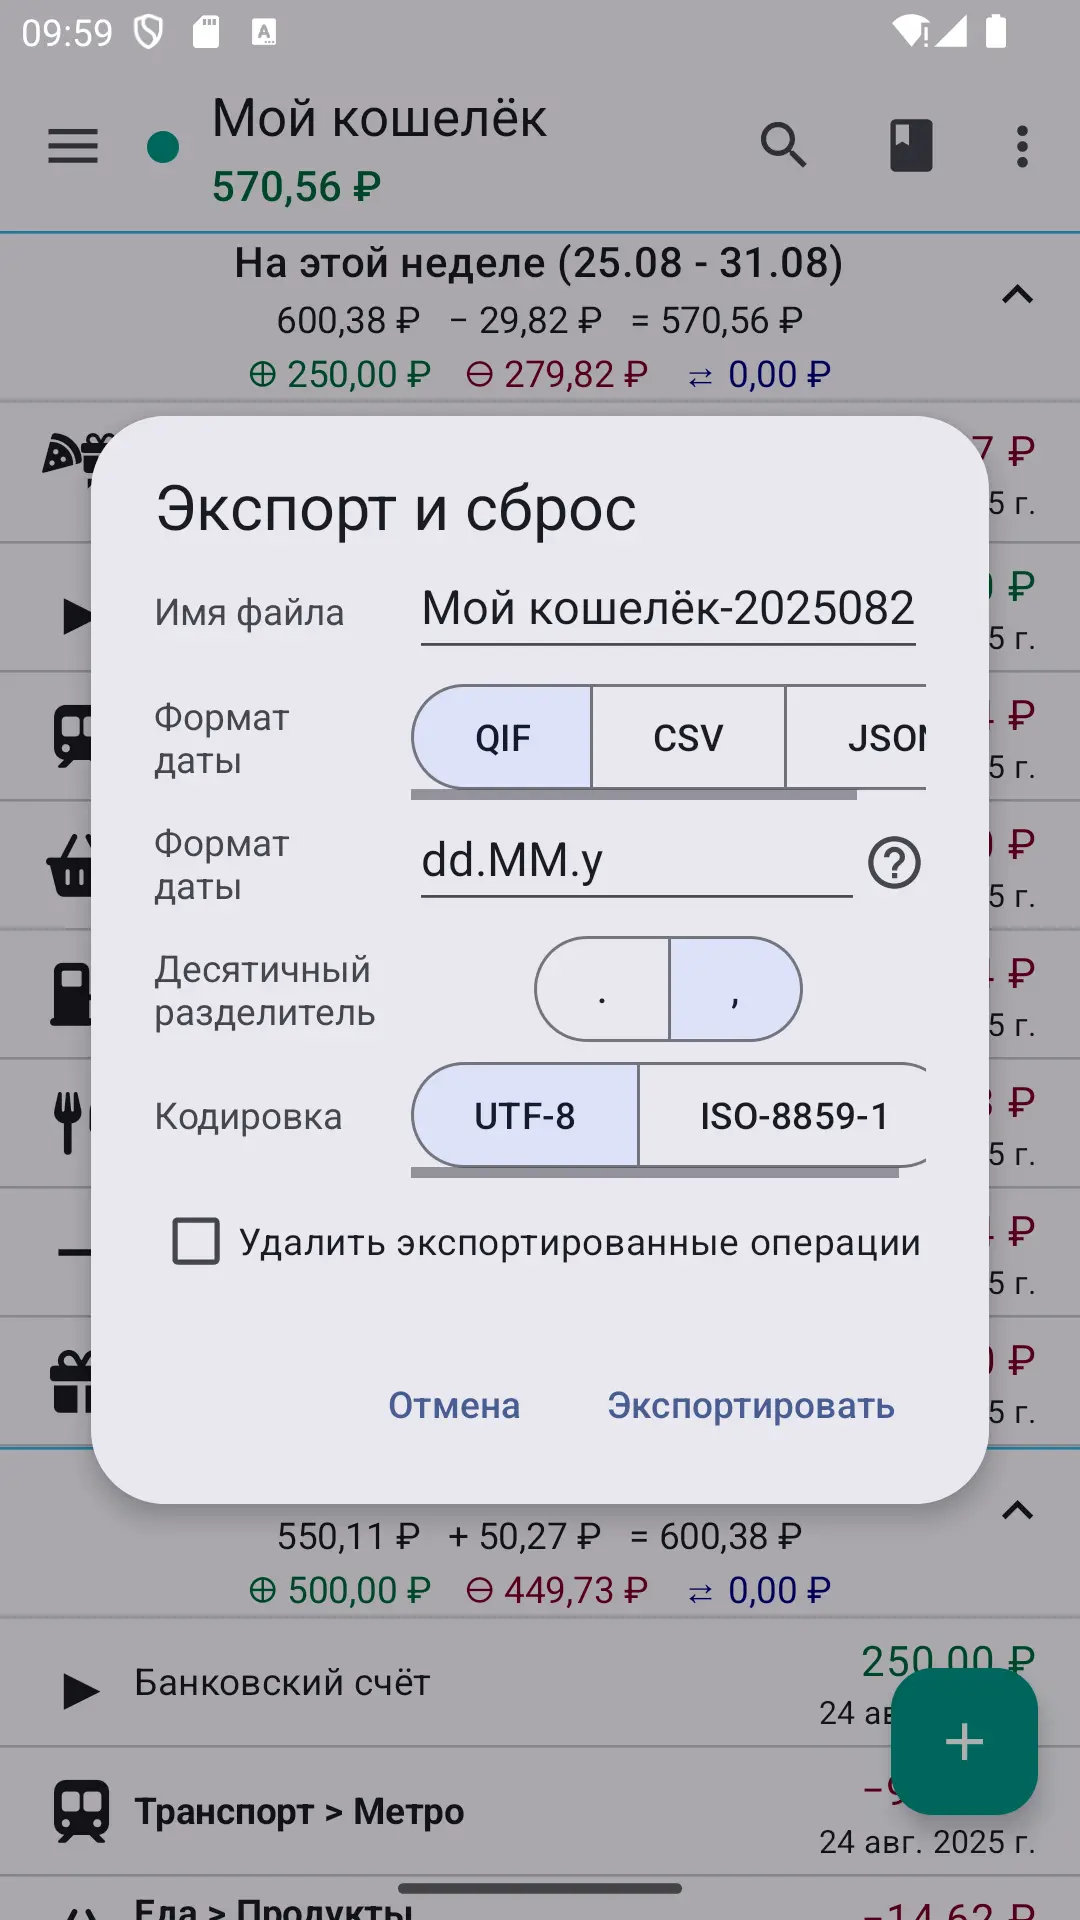 09:59
Мой кошелёк
570,56 ₽
На этой неделе (25.08 - 31.08)
600,38 ₽ − 29,82 ₽ = 570,56 ₽
⊕ 250,00 ₽ ⊖ 279,82 ₽ ⇄ 0,00 ₽
Экспорт и сброс
Имя файла
Мой кошелёк-2025082
Формат даты
QIF CSV JSON
Формат даты
dd.MM.y
Десятичный разделитель
. ,
Кодировка
UTF-8 ISO-8859-1
Удалить экспортированные операции
Отмена Экспортировать
550,11 ₽ + 50,27 ₽ = 600,38 ₽
⊕ 500,00 ₽ ⊖ 449,73 ₽ ⇄ 0,00 ₽
Банковский счёт
250,00 ₽
24 ав
Транспорт > Метро
24 авг. 2025 г.
Еда > Продукты
−14,62 ₽